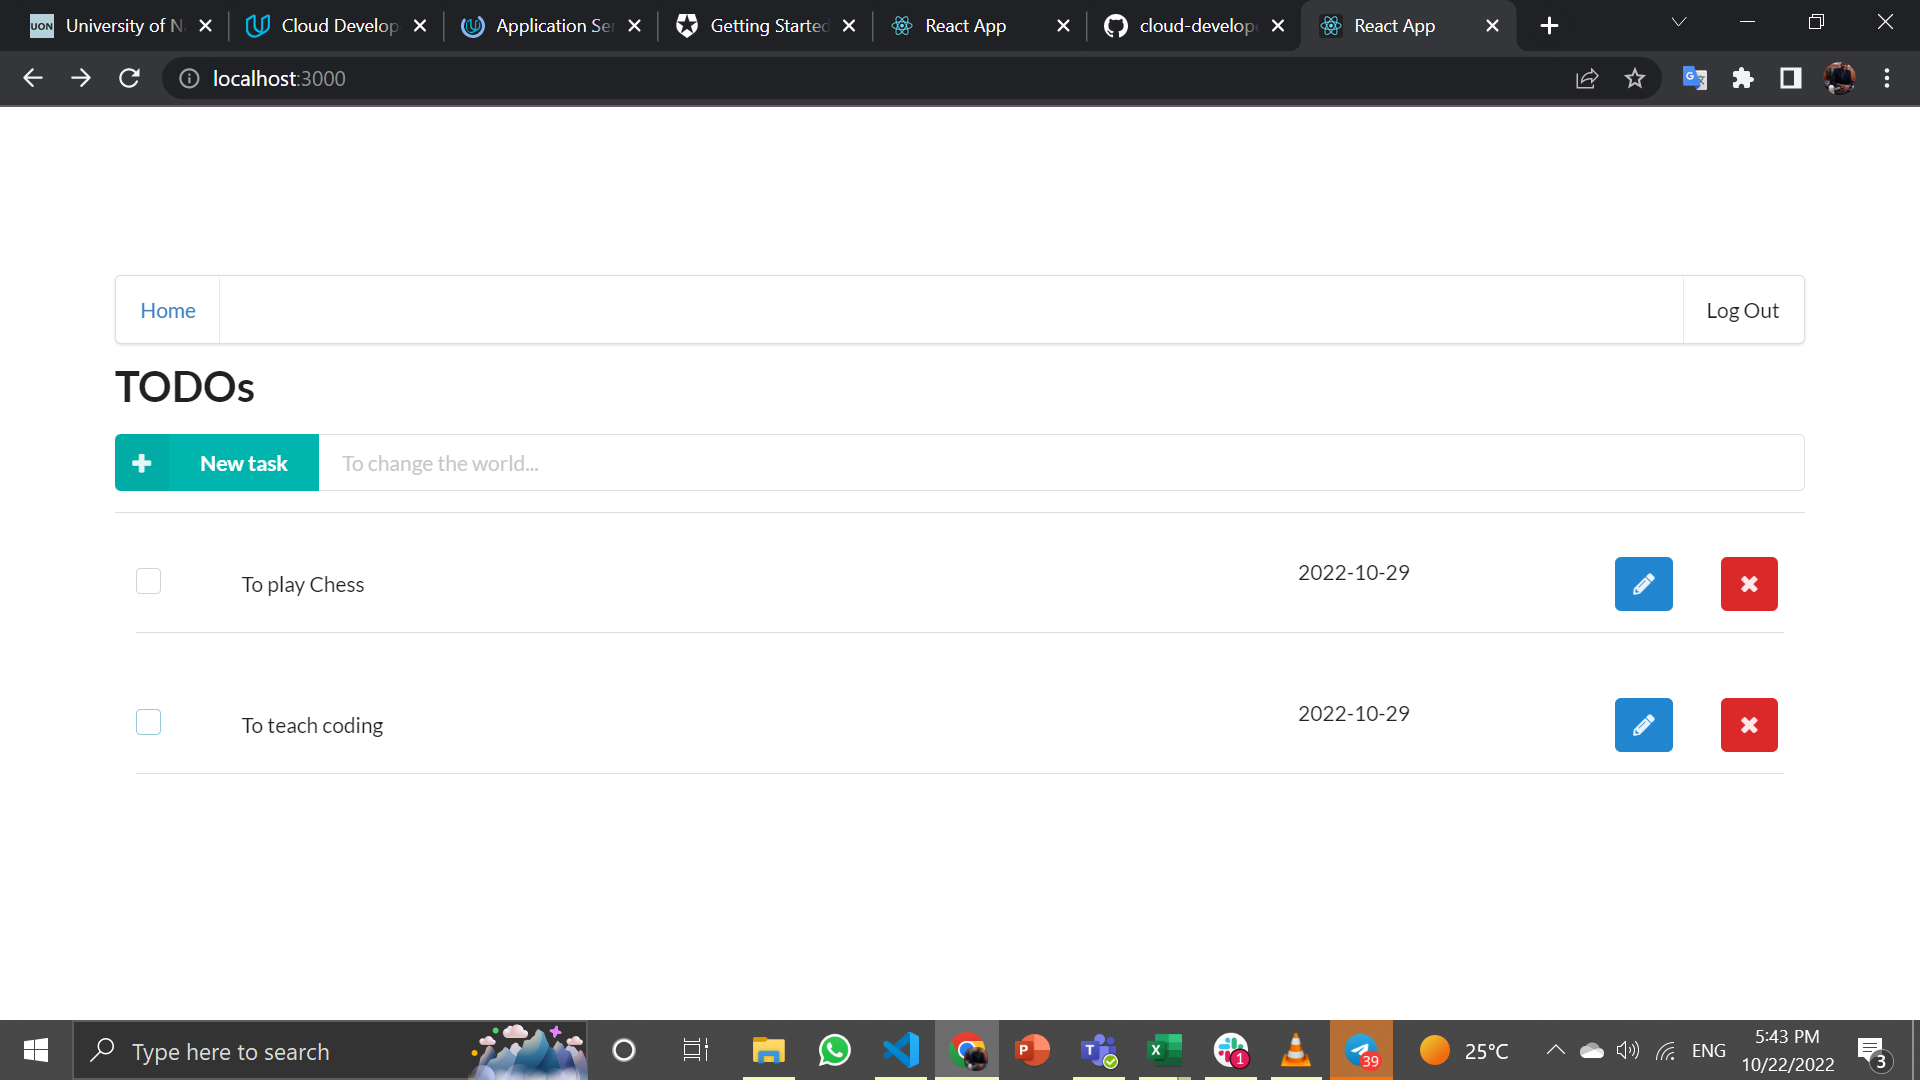 UON University of N
Cloud Develop
Application Ser
Getting Started
React App
cloud-develop
React App
localhost:3000
Home
Log Out
TODOs
New task
To change the world...
To play Chess
2022-10-29
To teach coding
2022-10-29
Type here to search
1
39
25°C
ENG
5:43 PM
10/22/2022
3